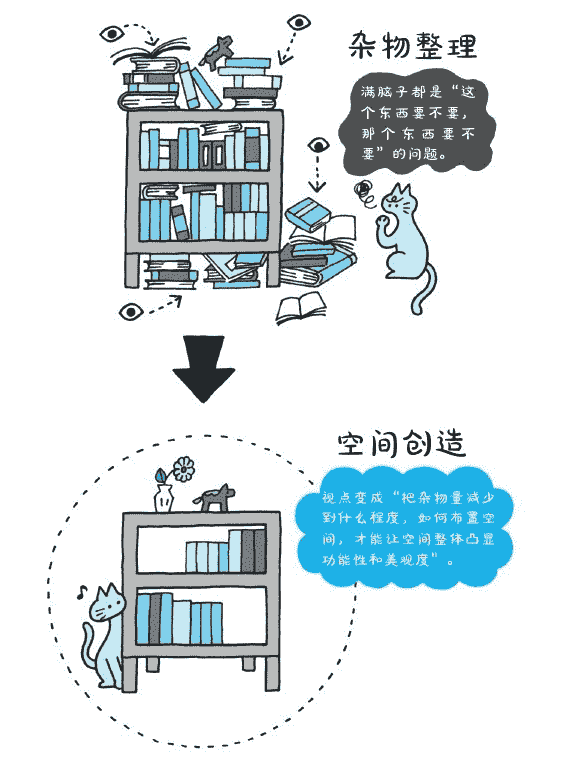 杂物整理
满脑子都是“这
个东西要不要，
那个东西要不
要”的问题。
空间创造
视点变成“把杂物量减少
到什么程度，如何布置空
间，才能让空间整体凸显
功能性和美观度”。